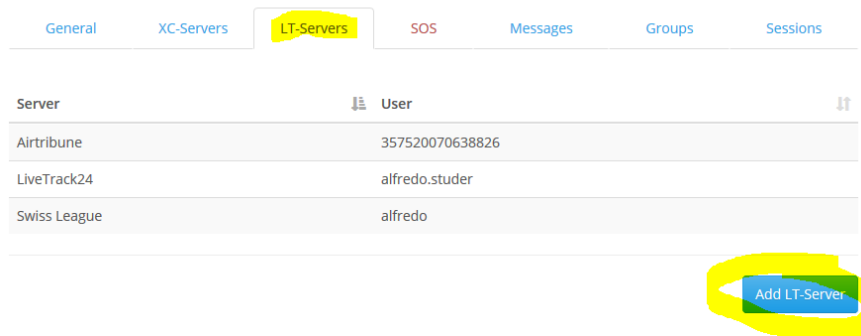 General XC-Servers LT-Servers SOS Messages Groups Sessions
Server User
Airtribune 357520070638826
LiveTrack24 alfredo.studer
Swiss League alfredo
Add LT-Server